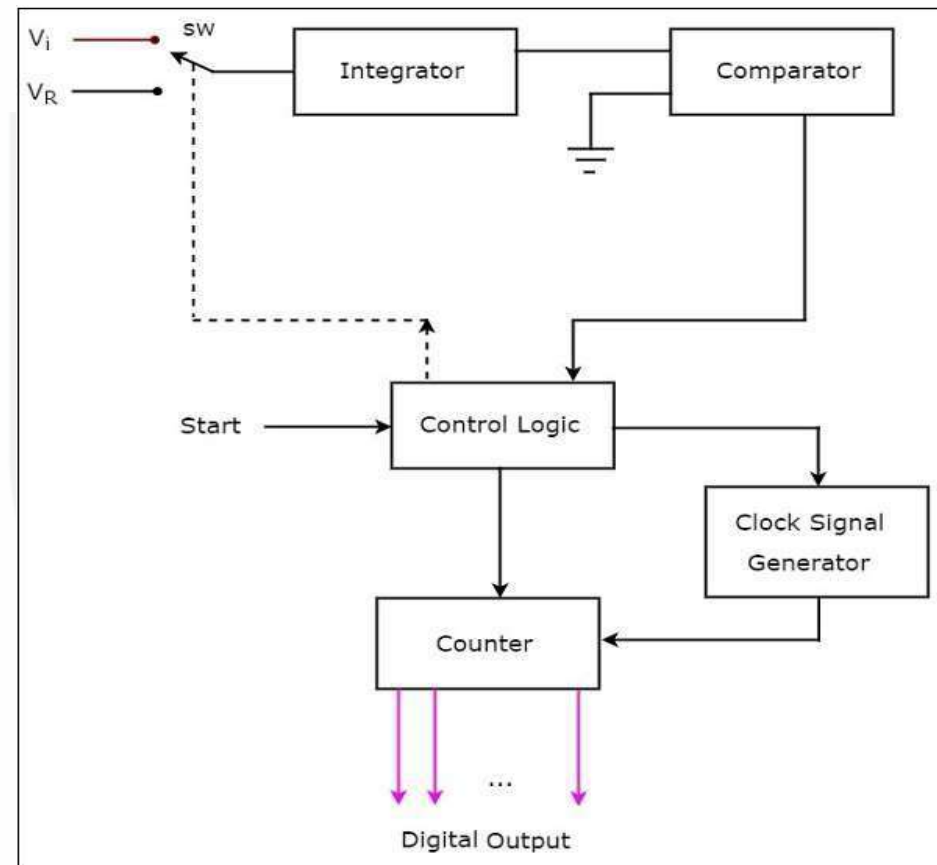 Vi
sw
Integrator
Comparator
VR
Start
Control Logic
Clock Signal
Generator
Counter
...
Digital Output